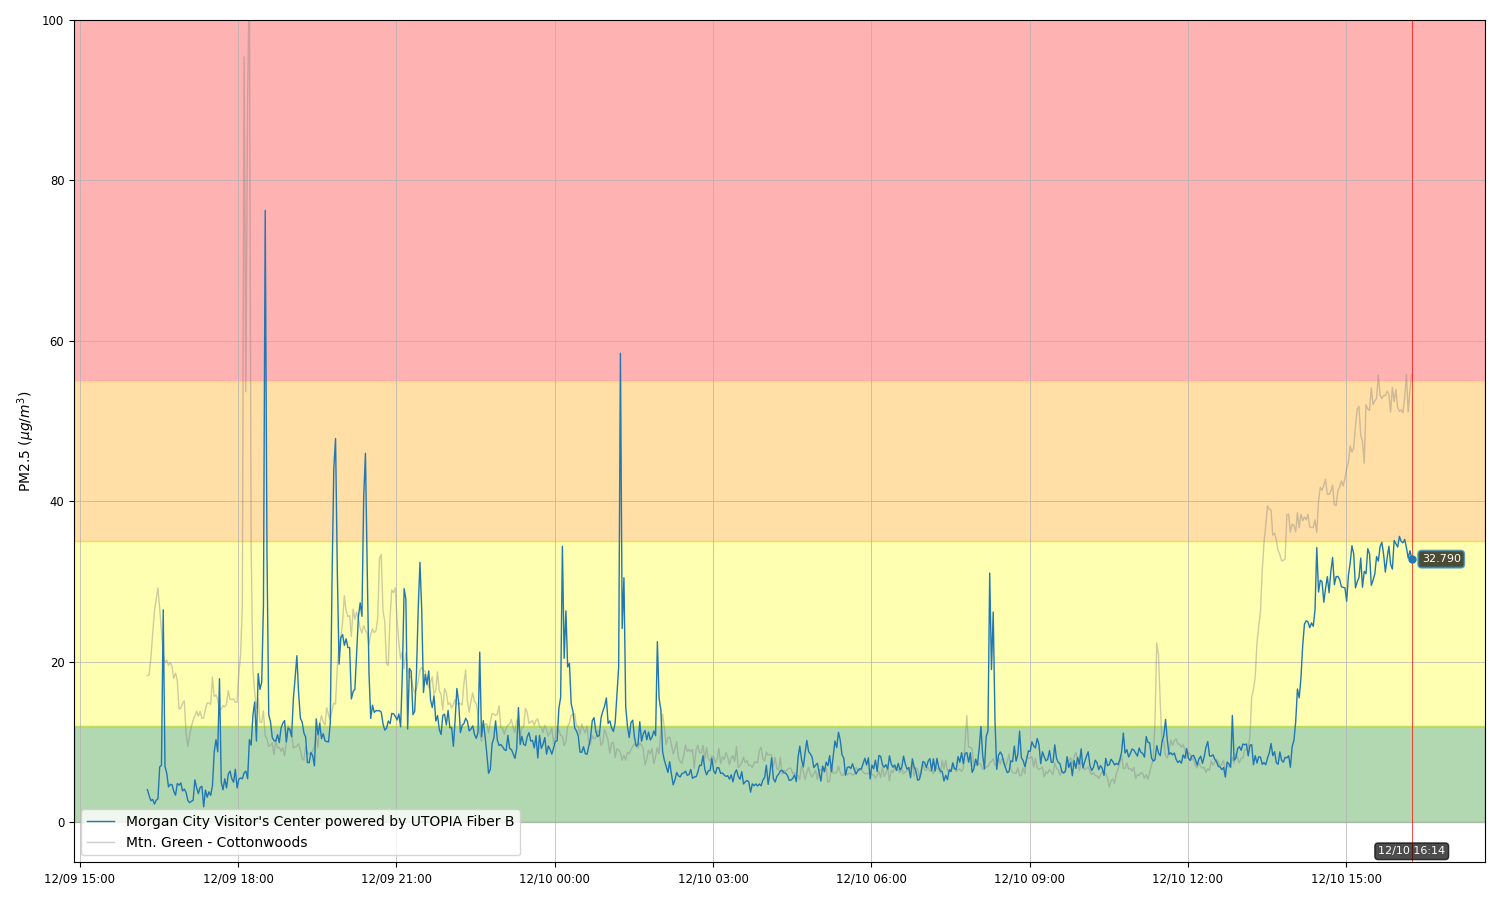 100
80
60
40
20
0
PM2.5 (μg/m³)
32.790
Morgan City Visitor's Center powered by UTOPIA Fiber B
Mtn. Green - Cottonwoods
12/10 16:14
12/09 15:00 12/09 18:00 12/09 21:00 12/10 00:00 12/10 03:00 12/10 06:00 12/10 09:00 12/10 12:00 12/10 15:00